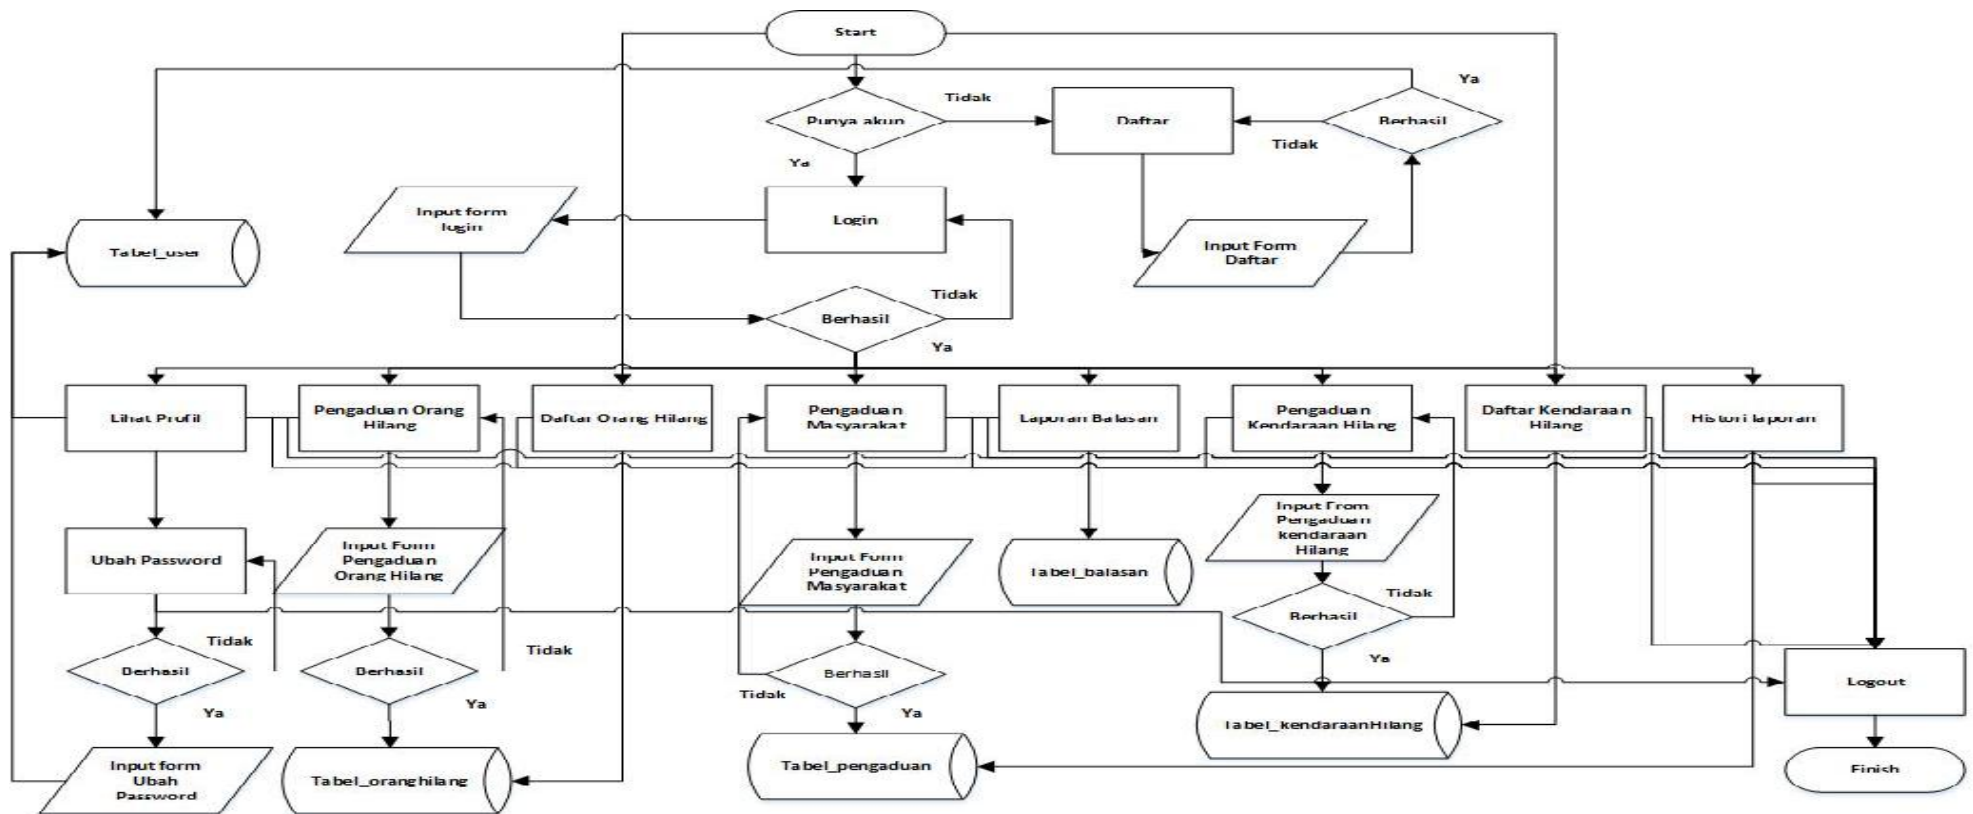 Start
Ya
Tidak
Punya akun
Daftar
Berhasil
Tidak
Ya
Input form
login
Login
Tabel_user
Input Form
Daftar
Tidak
Berhasil
Ya
Lihat Profil
Pengaduan Orang
Hilang
Daftar Orang Hilang
Pengaduan
Masyarakat
Laporan Balasan
Pengaduan
Kendaraan Hilang
Daftar Kendaraan
Hilang
Histori laporan
Ubah Password
Input Form
Pengaduan
Orang Hilang
Input Form
Pengaduan
Masyarakat
Tabel_balasan
Input From
Pengaduan
kendaraan
Hilang
Tidak
Berhasil
Tidak
Tidak
Ya
Berhasil
Berhasil
Berhasil
Logout
Tidak
Ya
Ya
Ya
Tabel_kendaraanHilang
Input form
Ubah
Password
Tabel_oranghilang
Tabel_pengaduan
Finish